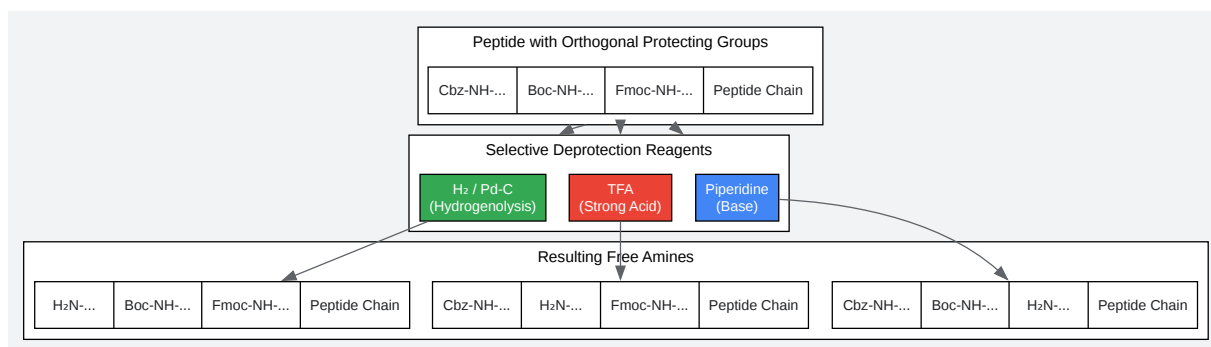 Peptide with Orthogonal Protecting Groups
Cbz-NH-... Boc-NH-... Fmoc-NH-... Peptide Chain
Selective Deprotection Reagents
H₂ / Pd-C
(Hydrogenolysis)
TFA
(Strong Acid)
Piperidine
(Base)
Resulting Free Amines
H₂N-... Boc-NH-... Fmoc-NH-... Peptide Chain
Cbz-NH-... H₂N-... Fmoc-NH-... Peptide Chain
Cbz-NH-... Boc-NH-... H₂N-... Peptide Chain